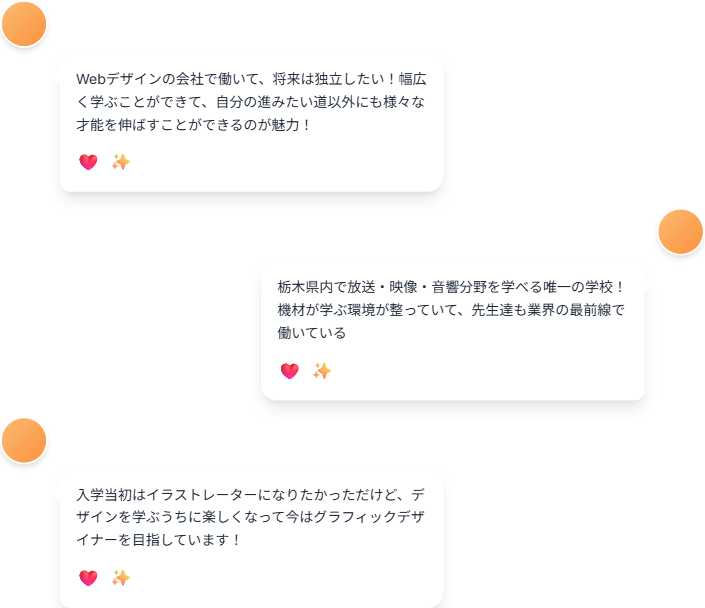 Webデザインの会社で働いて、将来は独立したい！幅広
く学ぶことができて、自分の進みたい道以外にも様々な
才能を伸ばすことができるのが魅力！
栃木県内で放送・映像・音響分野を学べる唯一の学校！
機材が学ぶ環境が整っていて、先生達も業界の最前線で
働いている
入学当初はイラストレーターになりたかっただけど、デ
ザインを学ぶうちに楽しくなって今はグラフィックデザ
イナーを目指しています！